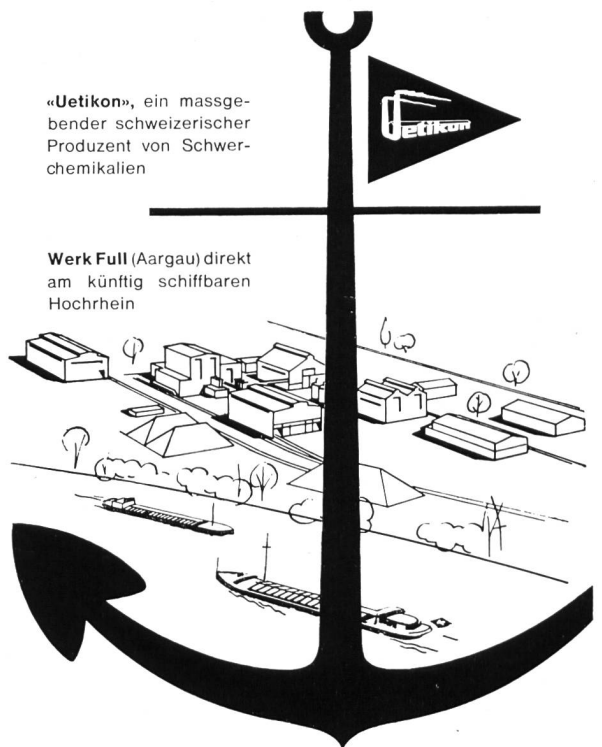 «Uetikon», ein massge-
bender schweizerischer
Produzent von Schwer-
chemikalien
Uetikon
Werk Full (Aargau) direkt
am künftig schiffbaren
Hochrhein